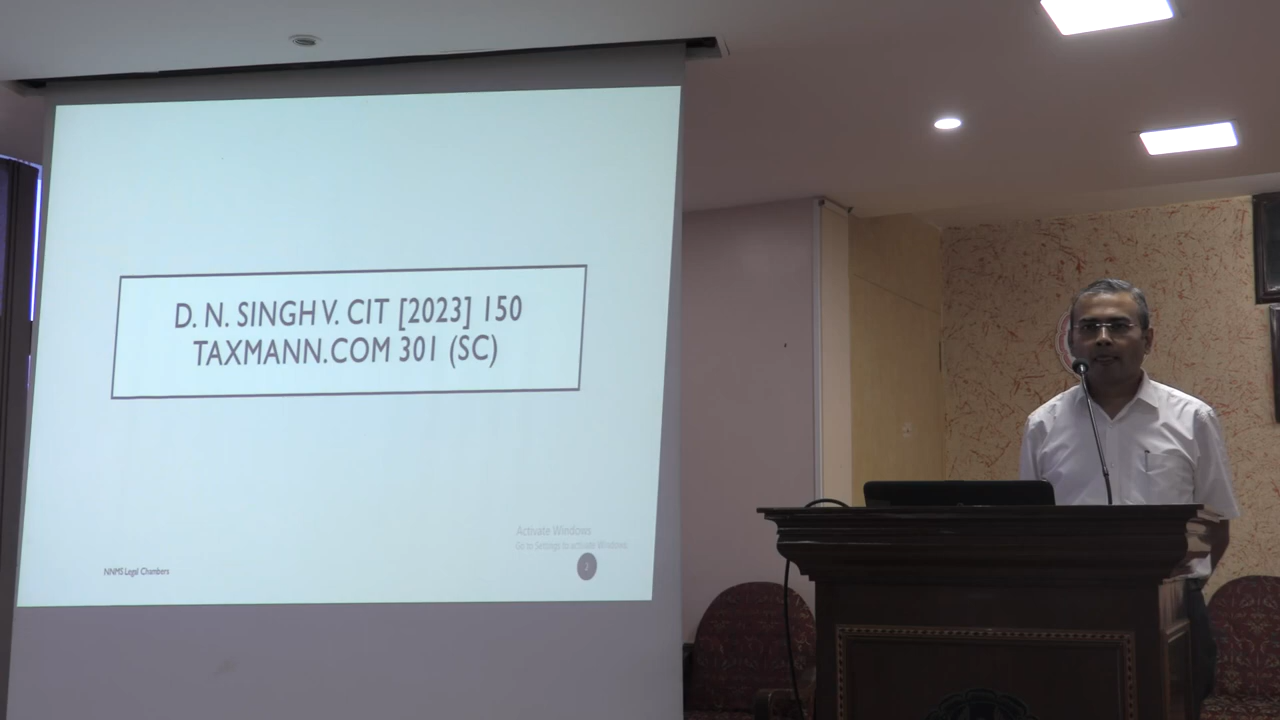 D. N. SINGH V. CIT [2023] 150
TAXMANN.COM 301 (SC)
Activate Windows
Go to Settings to activate Windows.
NNMS Legal Chambers
2